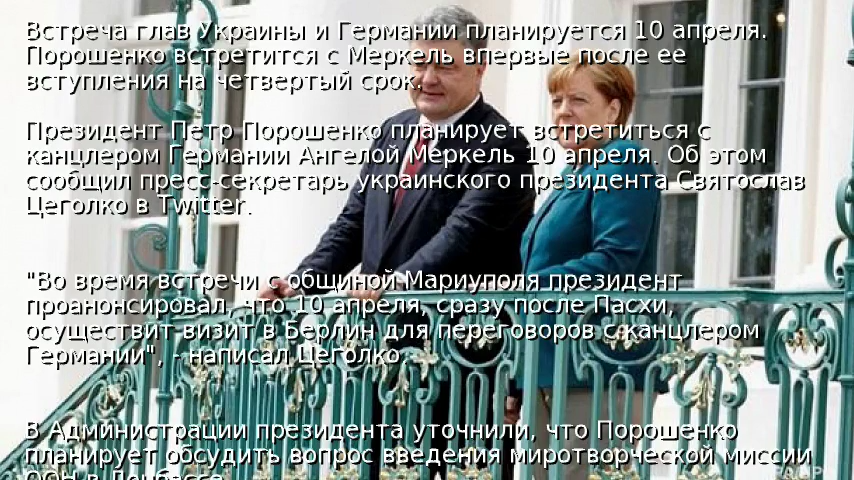 Встреча глав Украины и Германии планируется 10 апреля.
Порошенко встретится с Меркель впервые после ее
вступления на четвертый срок.
Президент Петр Порошенко планирует встретиться с
канцлером Германии Ангелой Меркель 10 апреля. Об этом
сообщил пресс-секретарь украинского президента Святослав
Цеголко в Twitter.
"Во время встречи с общиной Мариуполя президент
проанонсировал, что 10 апреля, сразу после Пасхи,
осуществит визит в Берлин для переговоров с канцлером
Германии", - написал Цеголко.
В Администрации президента уточнили, что Порошенко
планирует обсудить вопрос введения миротворческой миссии
ООН в Донбасса